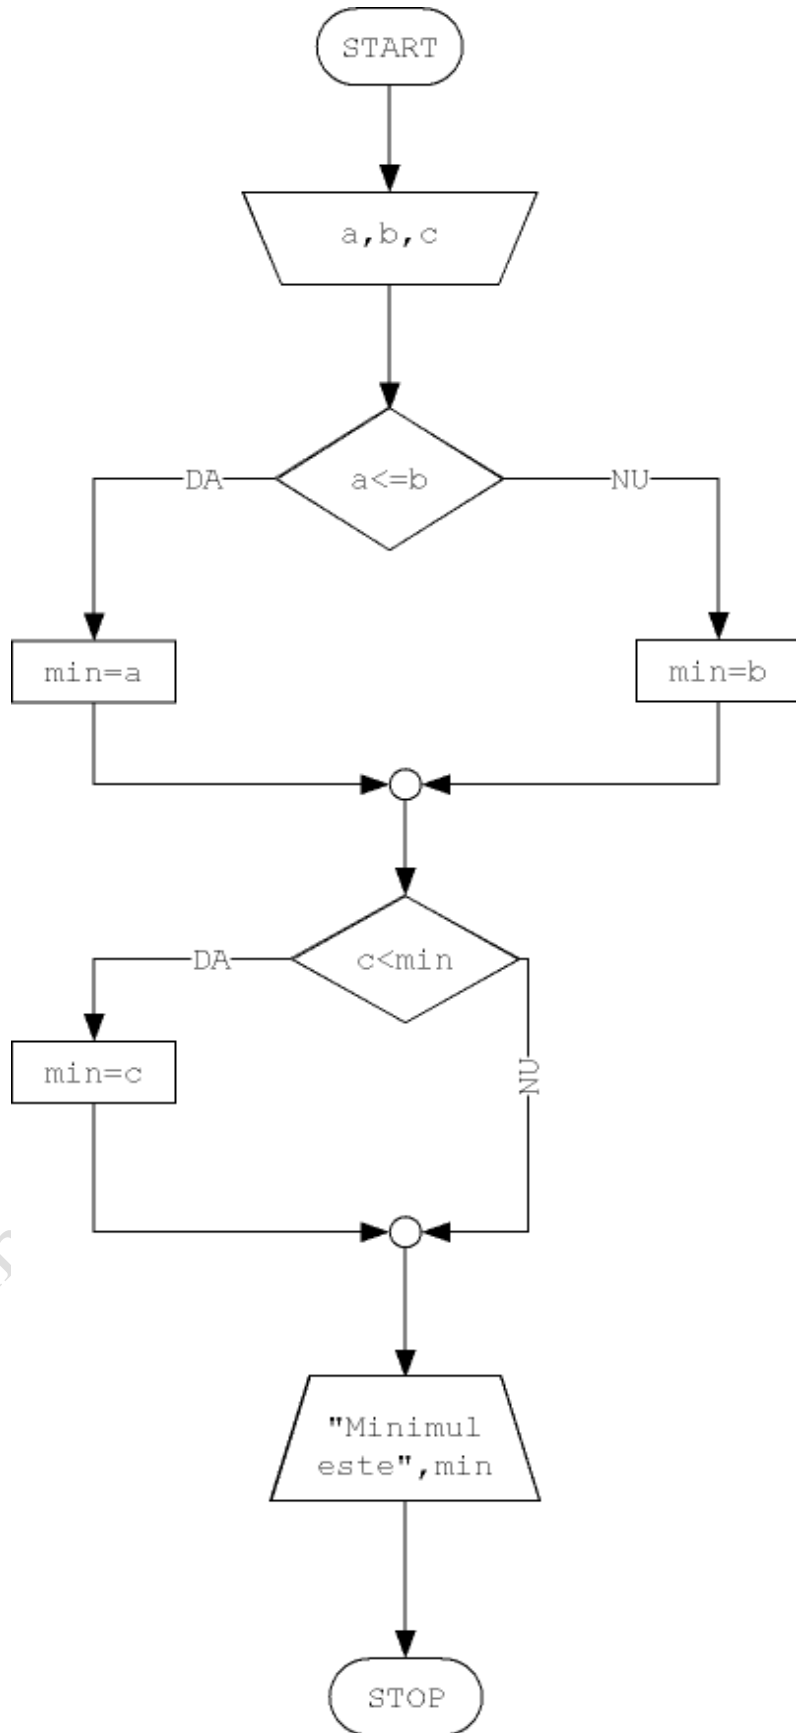 START
a,b,c
a<=b
DA
NU
min=a
min=b
c<min
DA
NU
min=c
"Minimul
este",min
STOP